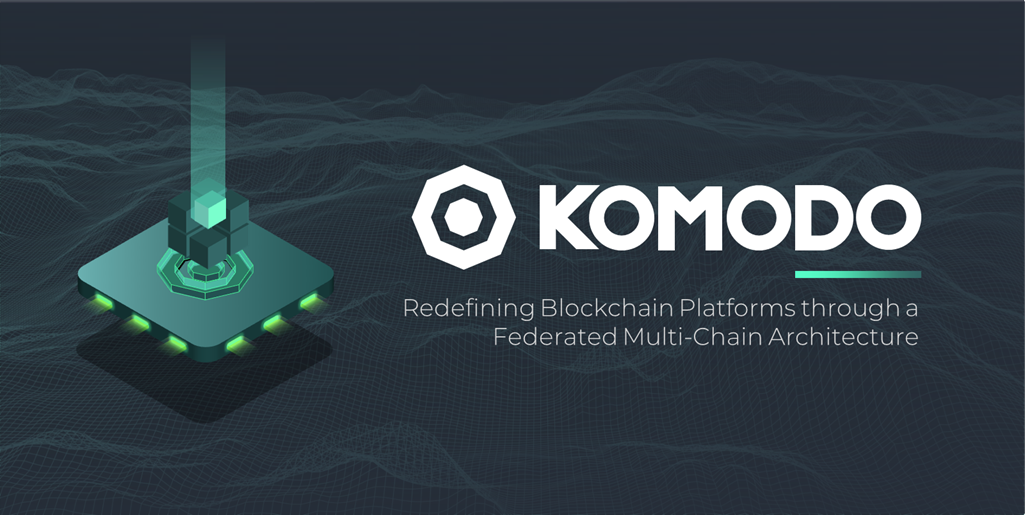 KOMODO
Redefining Blockchain Platforms through a
Federated Multi-Chain Architecture